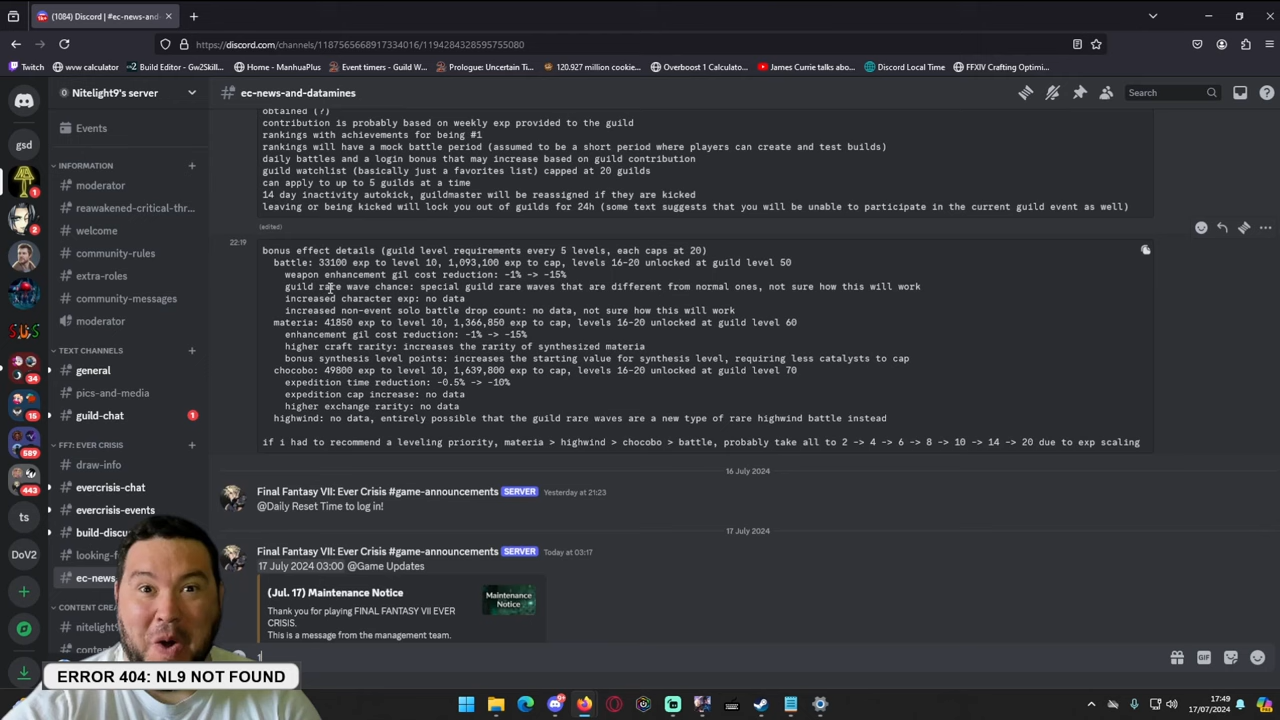 (1084) Discord | #ec-news-and-
https://discord.com/channels/1187565668917334016/1194284328595755080
Twitch
wvw calculator
Build Editor - Gw2Skill...
Home - ManhuaPlus
Event timers - Guild W...
Prologue: Uncertain Ti...
120.927 million cookie...
Overboost 1 Calculato...
James Currie talks abo...
Discord Local Time
FFXIV Crafting Optimi...
Nitelight9's server
ec-news-and-datamines
Search
gsd
ts
DoV2
1
2
34
15
589
443
Events
INFORMATION
moderator
reawakened-critical-thr...
welcome
community-rules
extra-roles
community-messages
moderator
TEXT CHANNELS
general
pics-and-media
guild-chat
1
FF7: EVER CRISIS
draw-info
evercrisis-chat
evercrisis-events
build-discu
looking-f
ec-news
CONTENT CREA
nitelight9
conten
obtained (?)
contribution is probably based on weekly exp provided to the guild
rankings with achievements for being #1
rankings will have a mock battle period (assumed to be a short period where players can create and test builds)
daily battles and a login bonus that may increase based on guild contribution
guild watchlist (basically just a favorites list) capped at 20 guilds
can apply to up to 5 guilds at a time
14 day inactivity autokick, guildmaster will be reassigned if they are kicked
leaving or being kicked will lock you out of guilds for 24h (some text suggests that you will be unable to participate in the current guild event as well)
(edited)
22:19
bonus effect details (guild level requirements every 5 levels, each caps at 20)
battle: 33100 exp to level 10, 1,093,100 exp to cap, levels 16-20 unlocked at guild level 50
weapon enhancement gil cost reduction: -1% -> -15%
guild rare wave chance: special guild rare waves that are different from normal ones, not sure how this will work
increased character exp: no data
increased non-event solo battle drop count: no data, not sure how this will work
materia: 41850 exp to level 10, 1,366,850 exp to cap, levels 16-20 unlocked at guild level 60
enhancement gil cost reduction: -1% -> -15%
higher craft rarity: increases the rarity of synthesized materia
bonus synthesis level points: increases the starting value for synthesis level, requiring less catalysts to cap
chocobo: 49800 exp to level 10, 1,639,800 exp to cap, levels 16-20 unlocked at guild level 70
expedition time reduction: -0.5% -> -10%
expedition cap increase: no data
higher exchange rarity: no data
highwind: no data, entirely possible that the guild rare waves are a new type of rare highwind battle instead
if i had to recommend a leveling priority, materia > highwind > chocobo > battle, probably take all to 2 -> 4 -> 6 -> 8 -> 10 -> 14 -> 20 due to exp scaling
16 July 2024
Final Fantasy VII: Ever Crisis #game-announcements SERVER Yesterday at 21:23
@Daily Reset Time to log in!
17 July 2024
Final Fantasy VII: Ever Crisis #game-announcements SERVER Today at 03:17
17 July 2024 03:00 @Game Updates
(Jul. 17) Maintenance Notice
Thank you for playing FINAL FANTASY VII EVER
CRISIS.
This is a message from the management team.
Maintenance
Notice
GIF
ERROR 404: NL9 NOT FOUND
17:49
17/07/2024